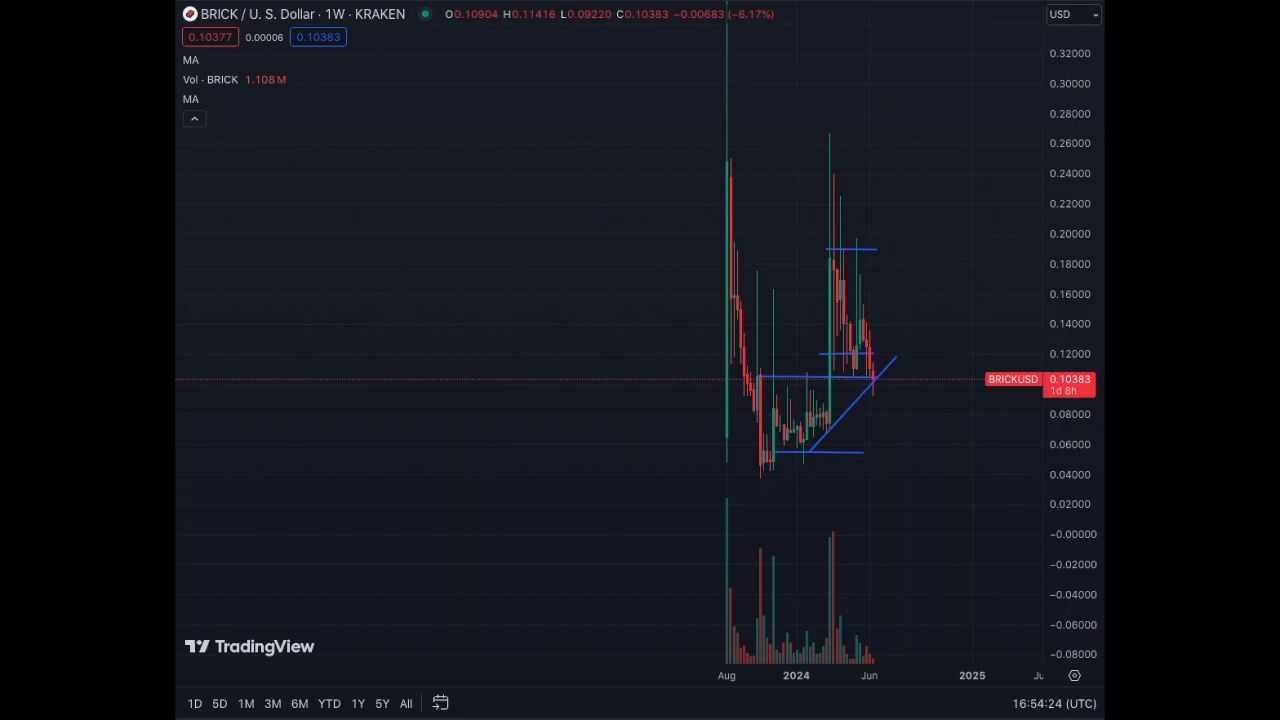 BRICK / U. S. Dollar · 1W · KRAKEN O0.10904 H0.11416 L0.09220 C0.10383 −0.00683 (−6.17%) USD
0.10377 0.00006 0.10383
MA
Vol · BRICK 1.108 M
MA
0.32000
0.30000
0.28000
0.26000
0.24000
0.22000
0.20000
0.18000
0.16000
0.14000
0.12000
BRICKUSD 0.10383
1d 8h
0.08000
0.06000
0.04000
0.02000
−0.00000
−0.02000
−0.04000
−0.06000
−0.08000
TradingView
Aug 2024 Jun 2025
1D 5D 1M 3M 6M YTD 1Y 5Y All 16:54:24 (UTC)